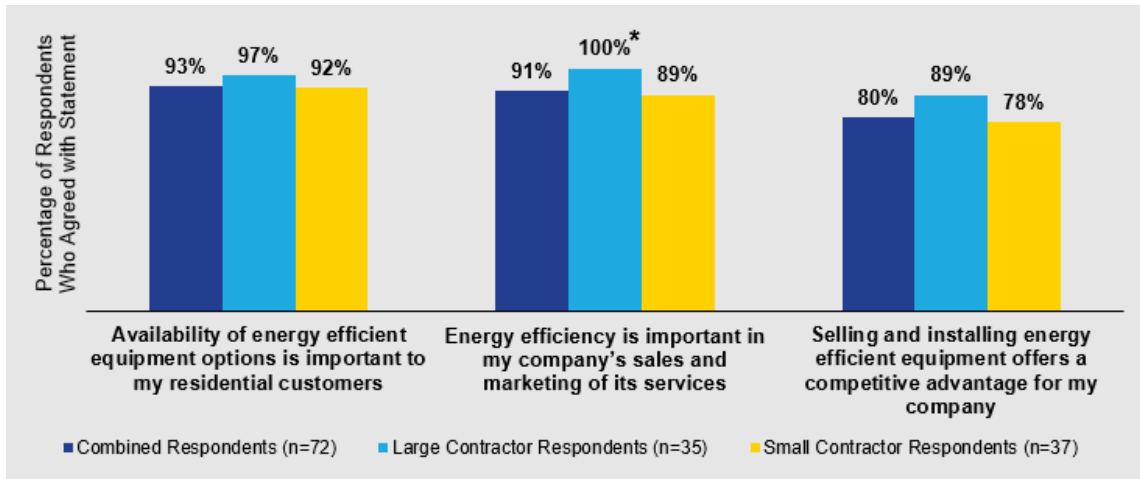 Percentage of Respondents
Who Agreed with Statement
93%
97%
92%
91%
100%*
89%
80%
89%
78%
Availability of energy efficient
equipment options is important to
my residential customers
Energy efficiency is important in
my company's sales and
marketing of its services
Selling and installing energy
efficient equipment offers a
competitive advantage for my
company
Combined Respondents (n=72)
Large Contractor Respondents (n=35)
Small Contractor Respondents (n=37)